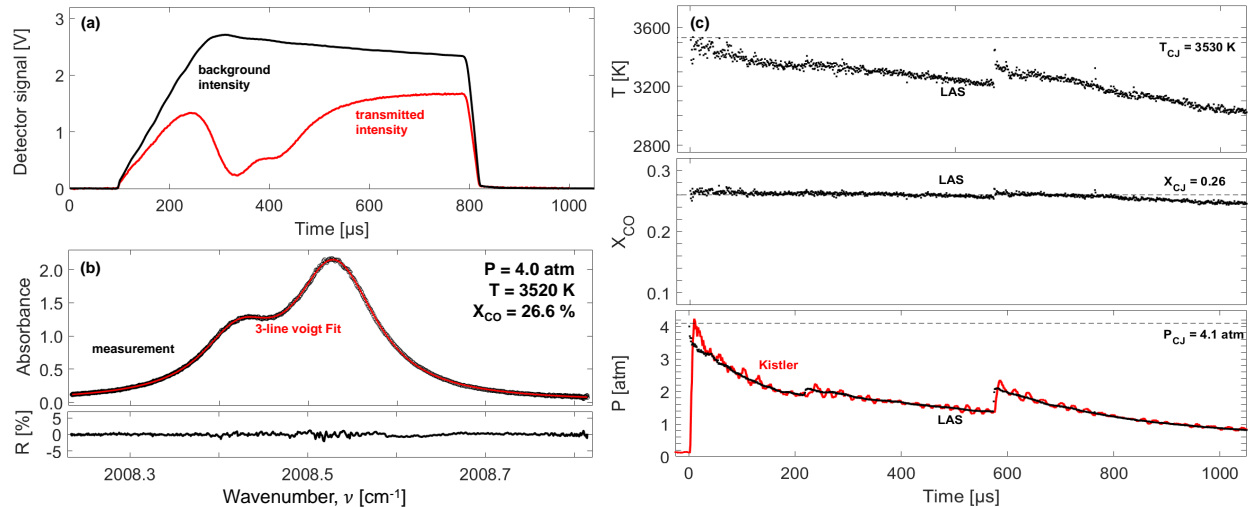 (a)
3
2
1
0
Detector signal [V]
background
intensity
transmitted
intensity
0
200
400
600
800
1000
Time [μs]
(b)
2.0
1.5
1.0
0.5
0.0
Absorbance
P = 4.0 atm
T = 3520 K
X_CO = 26.6 %
3-line voigt Fit
measurement
5
0
-5
R [%]
2008.3
2008.5
2008.7
Wavenumber, ν [cm⁻¹]
(c)
3600
3200
2800
T [K]
T_CJ = 3530 K
LAS
0.3
0.2
0.1
X_CO
LAS
X_CJ = 0.26
4
3
2
1
0
P [atm]
P_CJ = 4.1 atm
Kistler
LAS
0
200
400
600
800
1000
Time [μs]